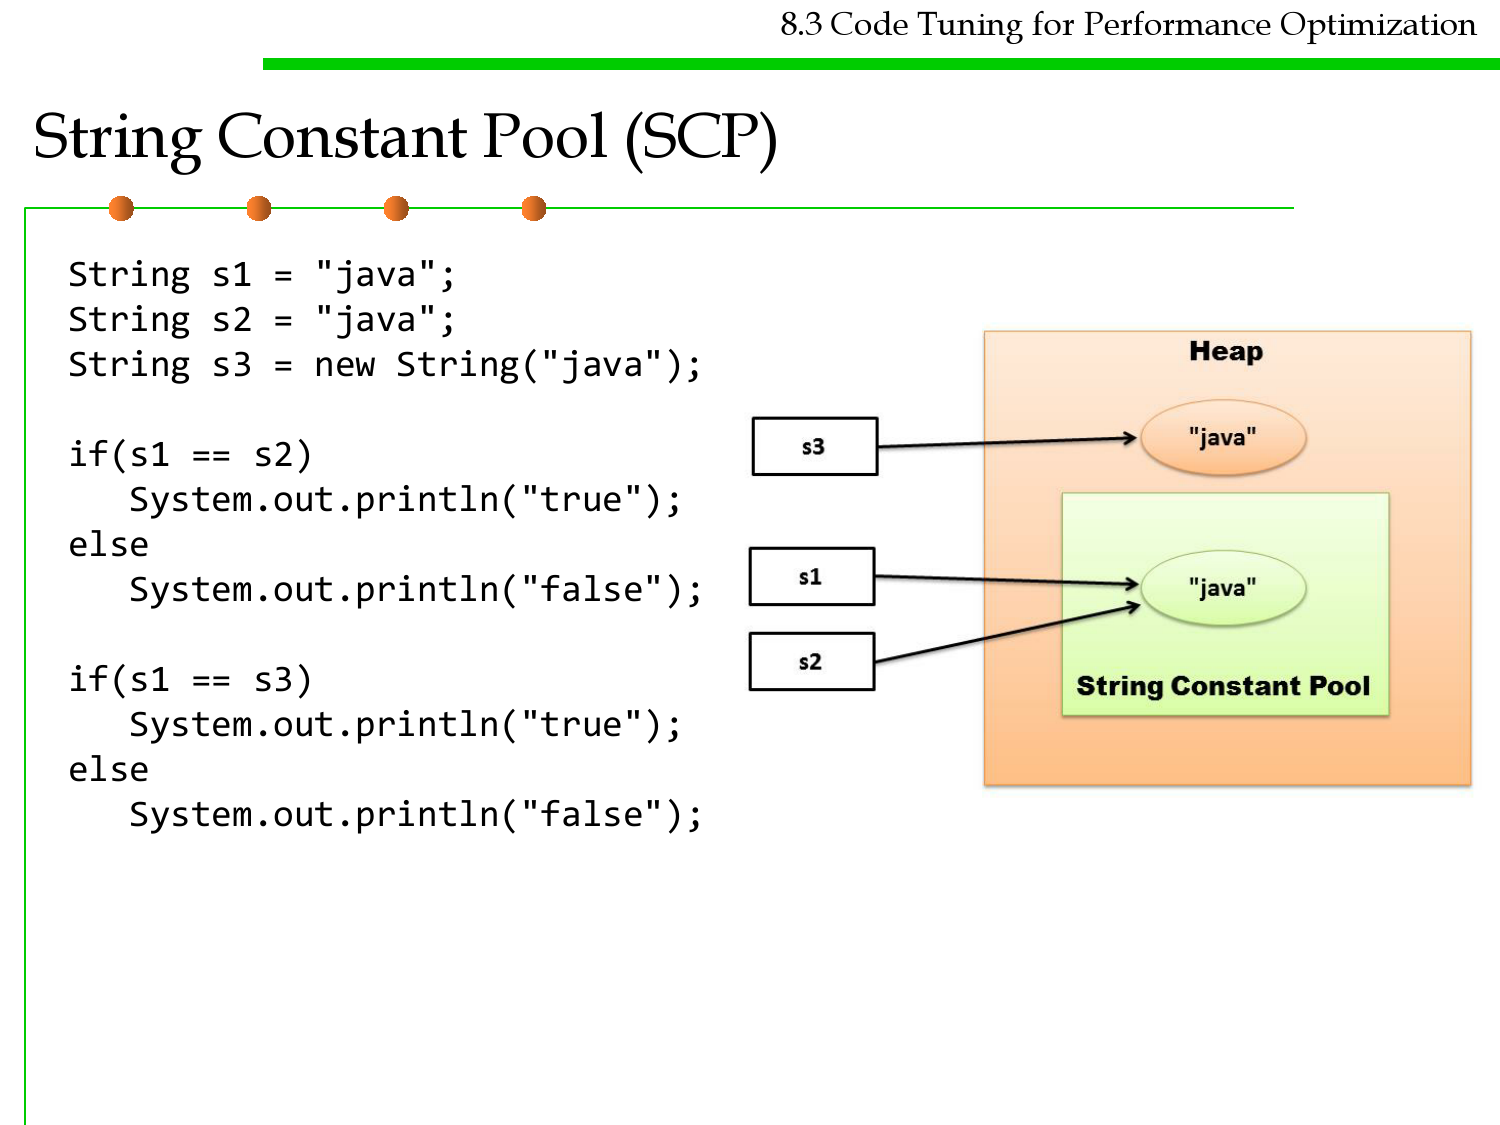 8.3 Code Tuning for Performance Optimization
String Constant Pool (SCP)
String s1 = "java";
String s2 = "java";
String s3 = new String("java");
if(s1 == s2)
   System.out.println("true");
else
   System.out.println("false");
if(s1 == s3)
   System.out.println("true");
else
   System.out.println("false");
Heap
s3
"java"
s1
"java"
s2
String Constant Pool